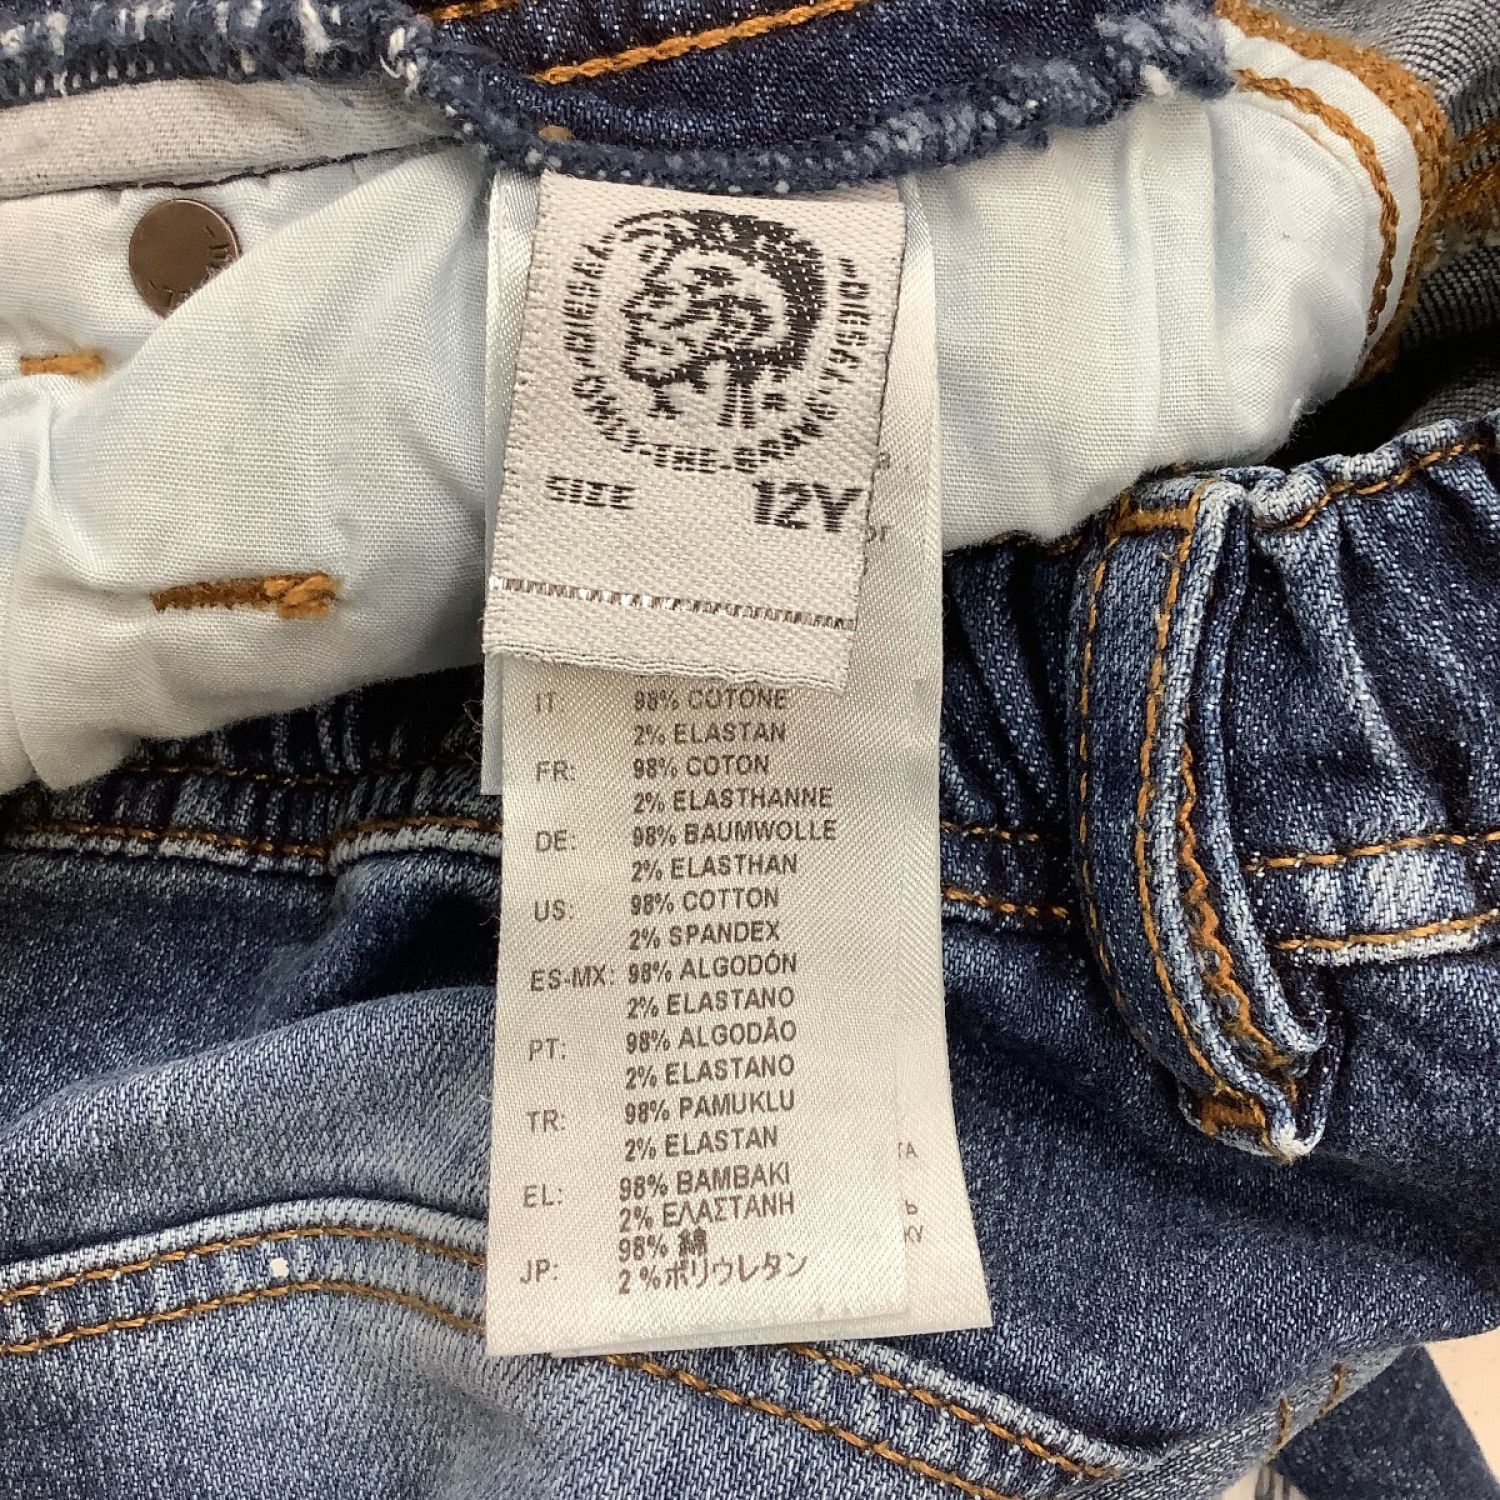 DIESEL
"DIESEL"
ONLY-THE-BRAVE
SIZE 12Y
IT: 98% COTONE
2% ELASTAN
FR: 98% COTON
2% ELASTHANNE
DE: 98% BAUMWOLLE
2% ELASTHAN
US: 98% COTTON
2% SPANDEX
ES-MX: 98% ALGODÓN
2% ELASTANO
PT: 98% ALGODÃO
2% ELASTANO
TR: 98% PAMUKLU
2% ELASTAN
EL: 98% BAMBAKI
2% ΕΛΑΣΤΑΝΗ
JP: 98% 綿
2%ポリウレタン